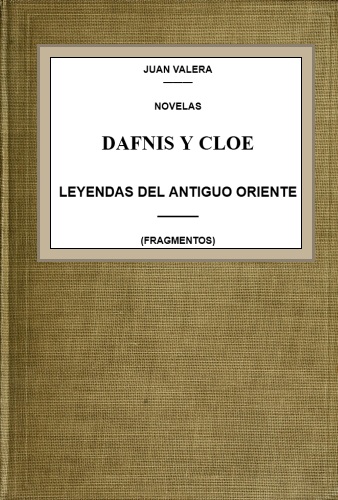 JUAN VALERA
NOVELAS
DAFNIS Y CLOE
LEYENDAS DEL ANTIGUO ORIENTE
(FRAGMENTOS)